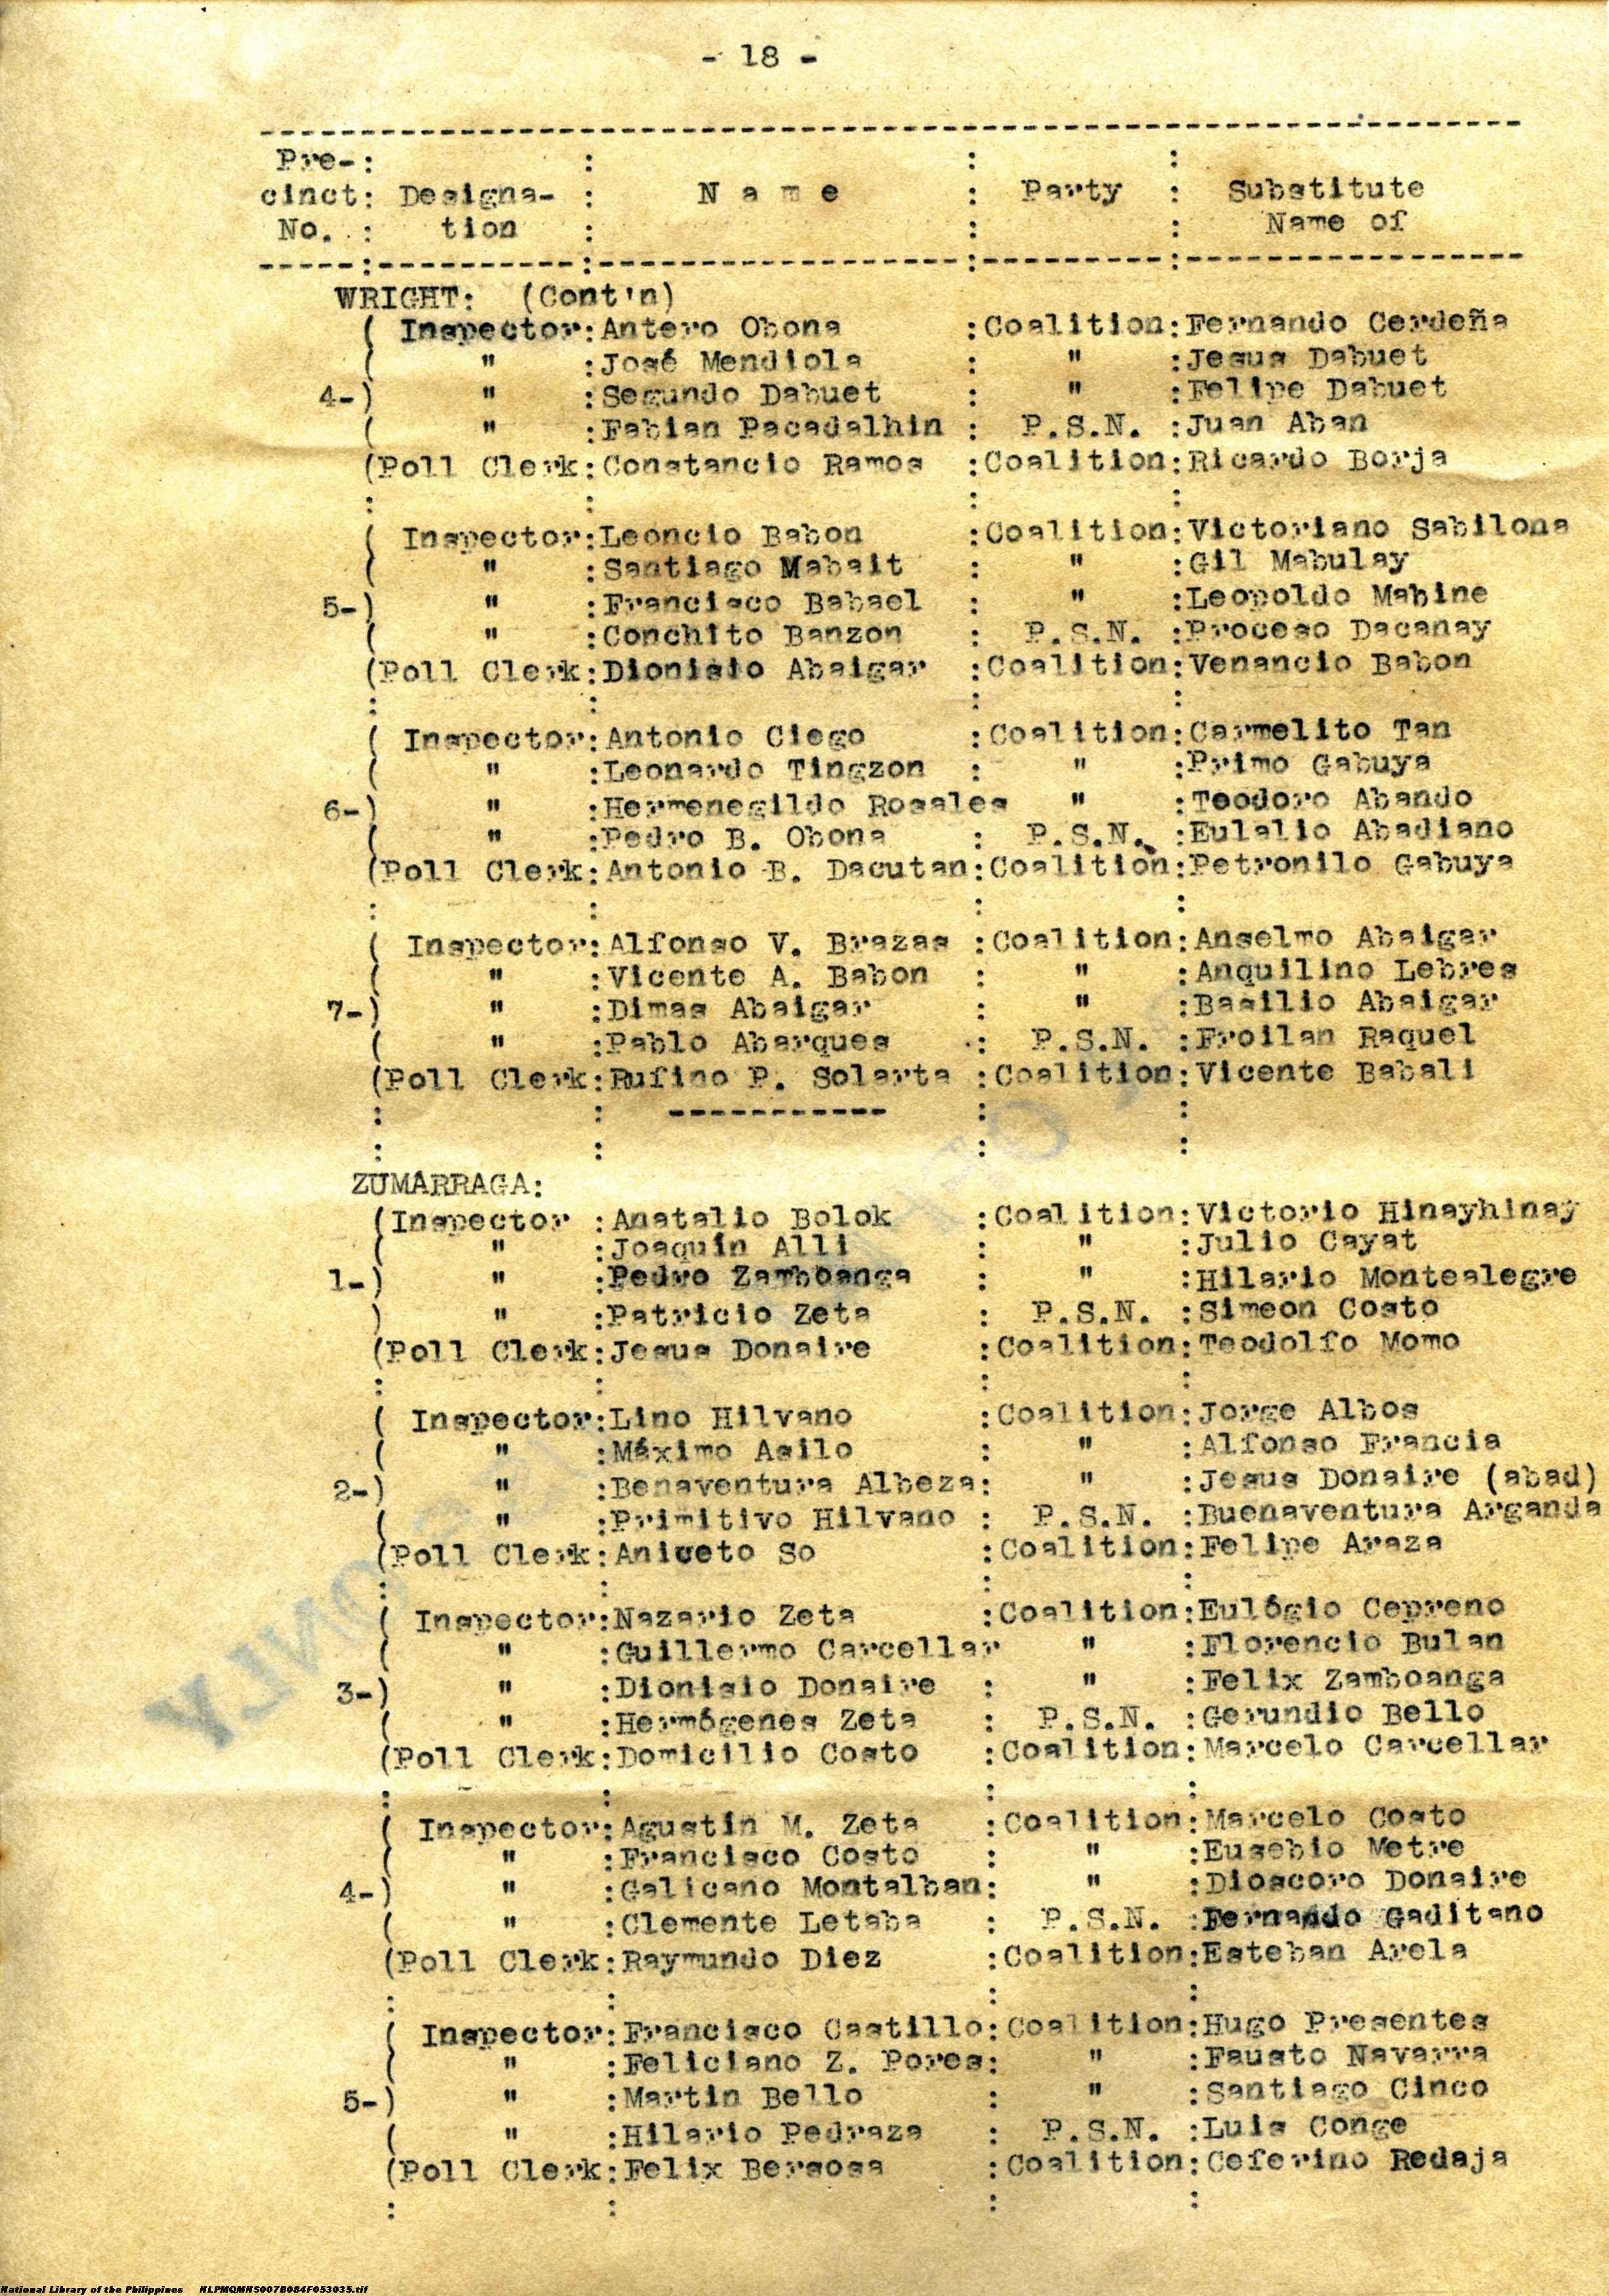 - 18 -
Pre- : : : :
cinct: Designa- : N a m e : Party : Substitute
No. : tion : : : Name of
WRIGHT: (Cont'n)
( Inspector:Antero Obona :Coalition:Fernando Cerdeña
( " :José Mendiola : " :Jesus Dabuet
4-) " :Segundo Dabuet : " :Felipe Dabuet
( " :Fabian Pacadalhin : P.S.N. :Juan Aban
(Poll Clerk:Constancio Ramos :Coalition:Ricardo Borja
( Inspector:Leoncio Babon :Coalition:Victoriano Sabilona
( " :Santiago Mabait : " :Gil Mabulay
5-) " :Francisco Babael : " :Leopoldo Mabine
( " :Conchito Banzon : P.S.N. :Proceso Dacanay
(Poll Clerk:Dionisio Abaigar :Coalition:Venancio Babon
( Inspector:Antonio Ciego :Coalition:Carmelito Tan
( " :Leonardo Tingzon : " :Primo Gabuya
6-) " :Hermenegildo Rosales " :Teodoro Abando
( " :Pedro B. Obona : P.S.N. :Eulalio Abadiano
(Poll Clerk:Antonio B. Dacutan:Coalition:Petronilo Gabuya
( Inspector:Alfonso V. Brazas :Coalition:Anselmo Abaigar
( " :Vicente A. Babon : " :Anquilino Lebres
7-) " :Dimas Abaigar : " :Basilio Abaigar
( " :Pablo Abarques : P.S.N. :Froilan Raquel
(Poll Clerk:Rufino P. Solarta :Coalition:Vicente Babali
ZUMARRAGA:
(Inspector :Anatalio Bolok :Coalition:Victorio Hinayhinay
( " :Joaquín Alli : " :Julio Cayat
1-) " :Pedro Zamboanga : " :Hilario Montealegre
) " :Patricio Zeta : P.S.N. :Simeon Costo
(Poll Clerk:Jesus Donaire :Coalition:Teodolfo Momo
( Inspector:Lino Hilvano :Coalition:Jorge Albos
( " :Máximo Asilo : " :Alfonso Francia
2-) " :Benaventura Albeza: " :Jesus Donaire (abad)
( " :Primitivo Hilvano : P.S.N. :Buenaventura Arganda
(Poll Clerk:Aniceto So :Coalition:Felipe Araza
( Inspector:Nazario Zeta :Coalition:Eulógio Cepreno
( " :Guillermo Carcellar " :Florencio Bulan
3-) " :Dionisio Donaire : " :Felix Zamboanga
( " :Hermógenes Zeta : P.S.N. :Gerundio Bello
(Poll Clerk:Domicilio Costo :Coalition:Marcelo Carcellar
( Inspector:Agustin M. Zeta :Coalition:Marcelo Costo
( " :Francisco Costo : " :Eusebio Metre
4-) " :Galicano Montalban: " :Dioscoro Donaire
( " :Clemente Letaba : P.S.N. :Fernando Gaditano
(Poll Clerk:Raymundo Diez :Coalition:Esteban Arela
( Inspector:Francisco Castillo:Coalition:Hugo Presentes
( " :Feliciano Z. Pores: " :Fausto Navarra
5-) " :Martin Bello : " :Santiago Cinco
( " :Hilario Pedraza : P.S.N. :Luis Conge
(Poll Clerk:Felix Bersosa :Coalition:Ceferino Redaja
National Library of the Philippines NLPMQMNS007B084F053035.tif